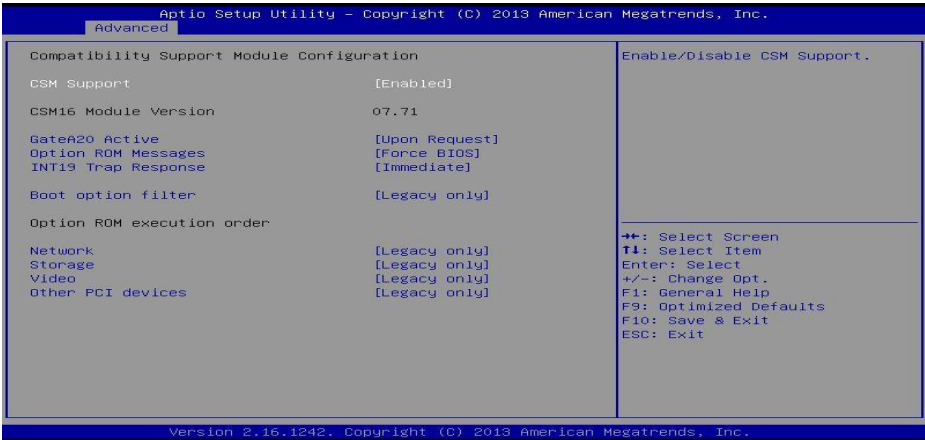 Aptio Setup Utility – Copyright (C) 2013 American Megatrends, Inc.
Advanced
Compatibility Support Module Configuration
CSM Support [Enabled]
CSM16 Module Version 07.71
GateA20 Active [Upon Request]
Option ROM Messages [Force BIOS]
INT19 Trap Response [Immediate]
Boot option filter [Legacy only]
Option ROM execution order
Network [Legacy only]
Storage [Legacy only]
Video [Legacy only]
Other PCI devices [Legacy only]
Enable/Disable CSM Support.
→←: Select Screen
↑↓: Select Item
Enter: Select
+/-: Change Opt.
F1: General Help
F9: Optimized Defaults
F10: Save & Exit
ESC: Exit
Version 2.16.1242. Copyright (C) 2013 American Megatrends, Inc.